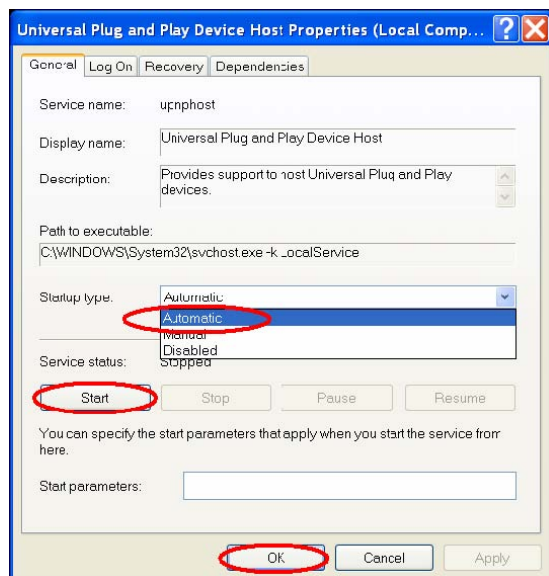 Universal Plug and Play Device Host Properties (Local Comp...
General Log On Recovery Dependencies
Service name: upnphost
Display name: Universal Plug and Play Device Host
Description: Provides support to host Universal Plug and Play
devices.
Path to executable:
C:\WINDOWS\System32\svchost.exe -k LocalService
Startup type: Automatic
Automatic
Manual
Disabled
Service status: Stopped
Start Stop Pause Resume
You can specify the start parameters that apply when you start the service from
here.
Start parameters:
OK Cancel Apply